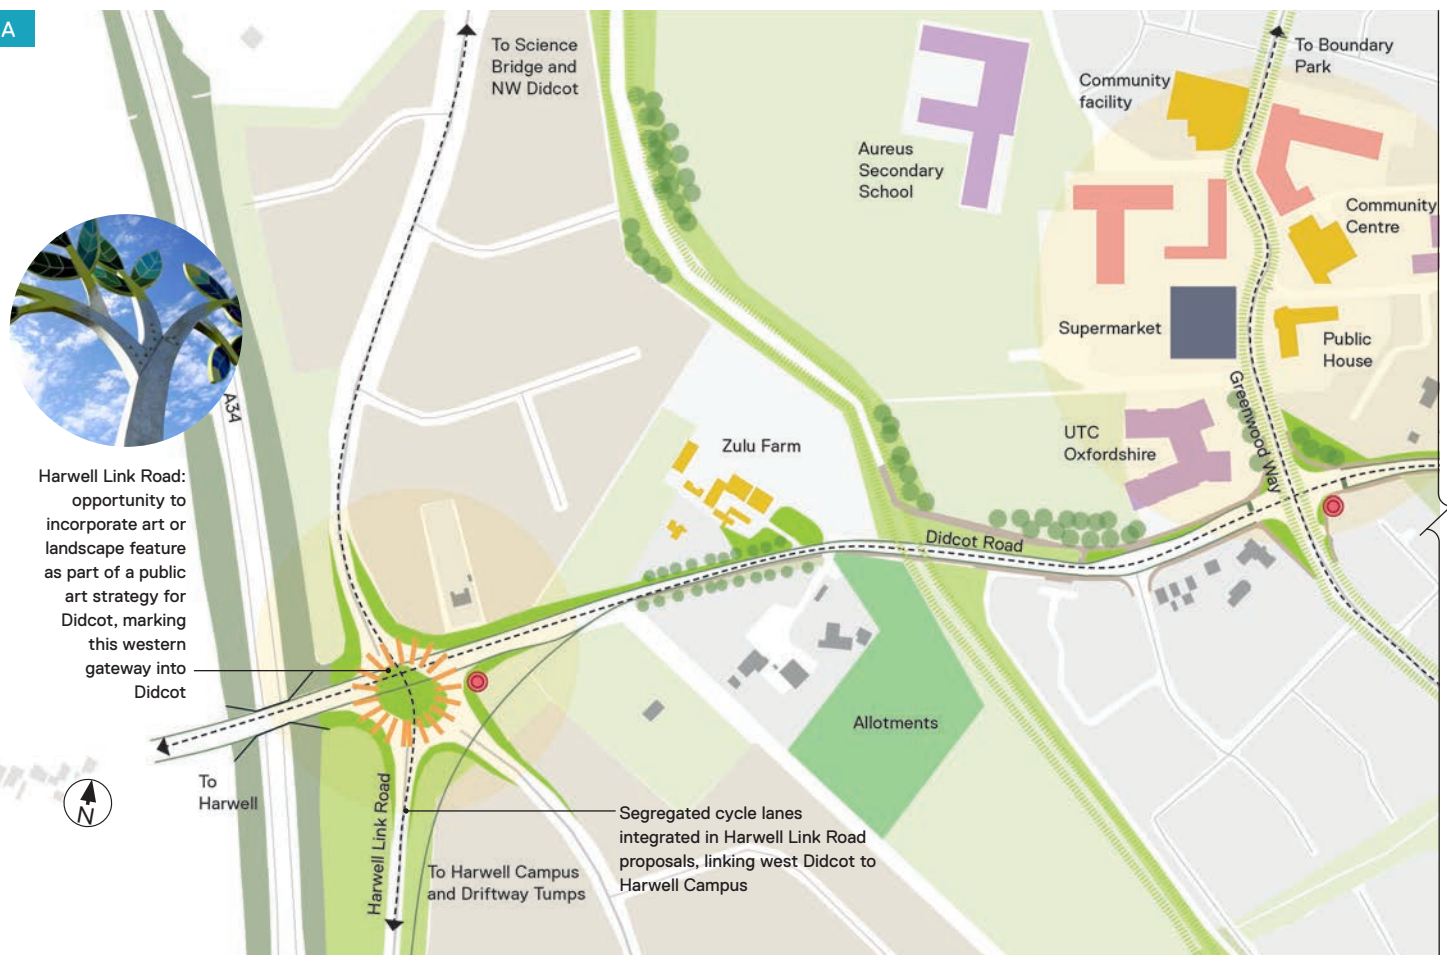 A
To Science
Bridge and
NW Didcot
To Boundary
Park
Community
facility
Aureus
Secondary
School
Community
Centre
Supermarket
Public
House
A34
Greenwood Way
UTC
Oxfordshire
Zulu Farm
Harwell Link Road:
opportunity to
incorporate art or
landscape feature
as part of a public
art strategy for
Didcot, marking
this western
gateway into
Didcot
Didcot Road
Allotments
To
Harwell
N
Harwell Link Road
Segregated cycle lanes
integrated in Harwell Link Road
proposals, linking west Didcot to
Harwell Campus
To Harwell Campus
and Driftway Tumps